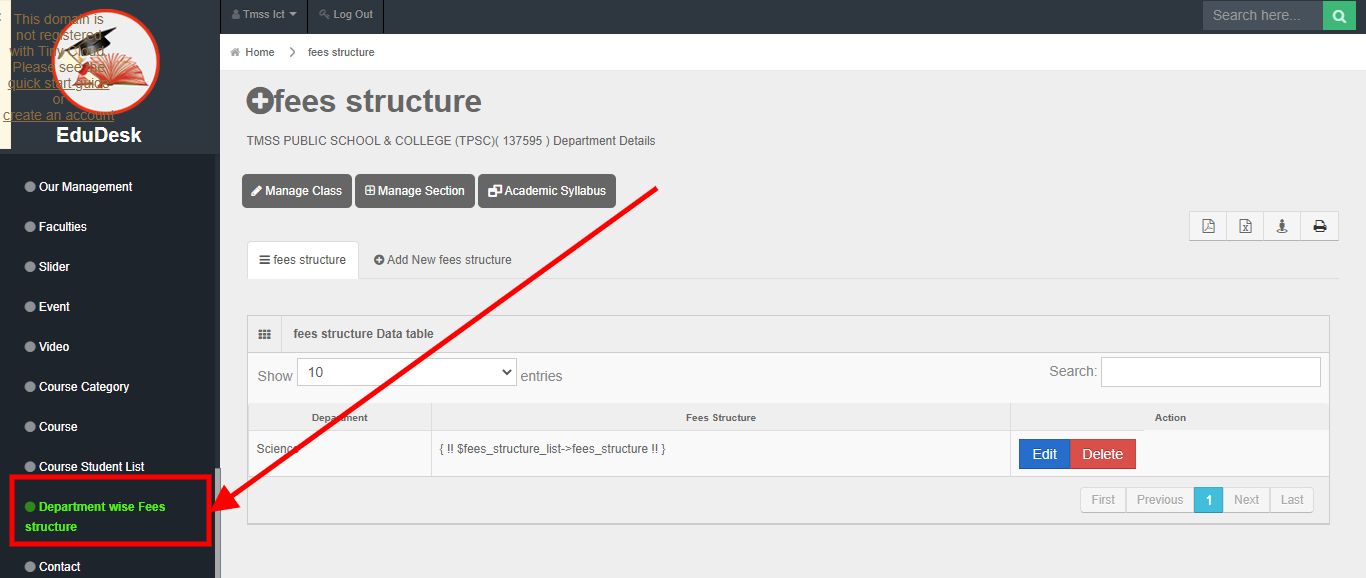 Tmss Ict
Log Out
Search here...
This domain is
not registered
with Tiny Cloud.
Please see the
quick start guide
or
create an account
EduDesk
Home
fees structure
fees structure
TMSS PUBLIC SCHOOL & COLLEGE (TPSC)( 137595 ) Department Details
Manage Class
Manage Section
Academic Syllabus
Our Management
Faculties
Slider
Event
Video
Course Category
Course
Course Student List
Department wise Fees
structure
Contact
fees structure
Add New fees structure
fees structure Data table
Show 10 entries
Search:
Department Fees Structure Action
Science { !! $fees_structure_list->fees_structure !! } Edit Delete
First Previous 1 Next Last